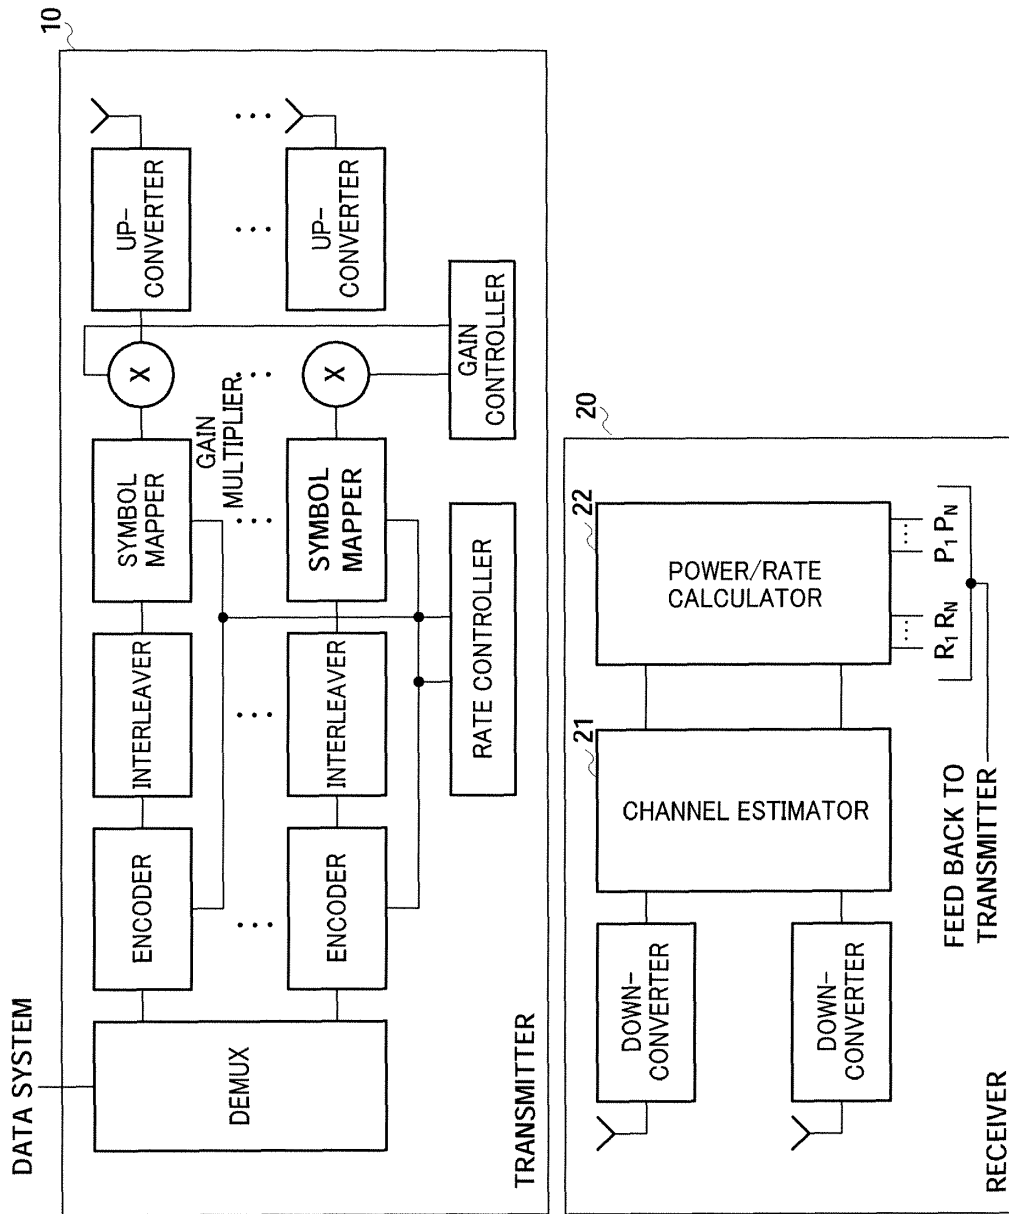 DATA SYSTEM
10
DEMUX
ENCODER
INTERLEAVER
SYMBOL
MAPPER
X
UP-
CONVERTER
GAIN
MULTIPLIER
ENCODER
INTERLEAVER
SYMBOL
MAPPER
X
UP-
CONVERTER
RATE CONTROLLER
GAIN
CONTROLLER
TRANSMITTER
20
DOWN-
CONVERTER
21
CHANNEL ESTIMATOR
22
POWER/RATE
CALCULATOR
DOWN-
CONVERTER
R1 RN P1 PN
FEED BACK TO
TRANSMITTER
RECEIVER